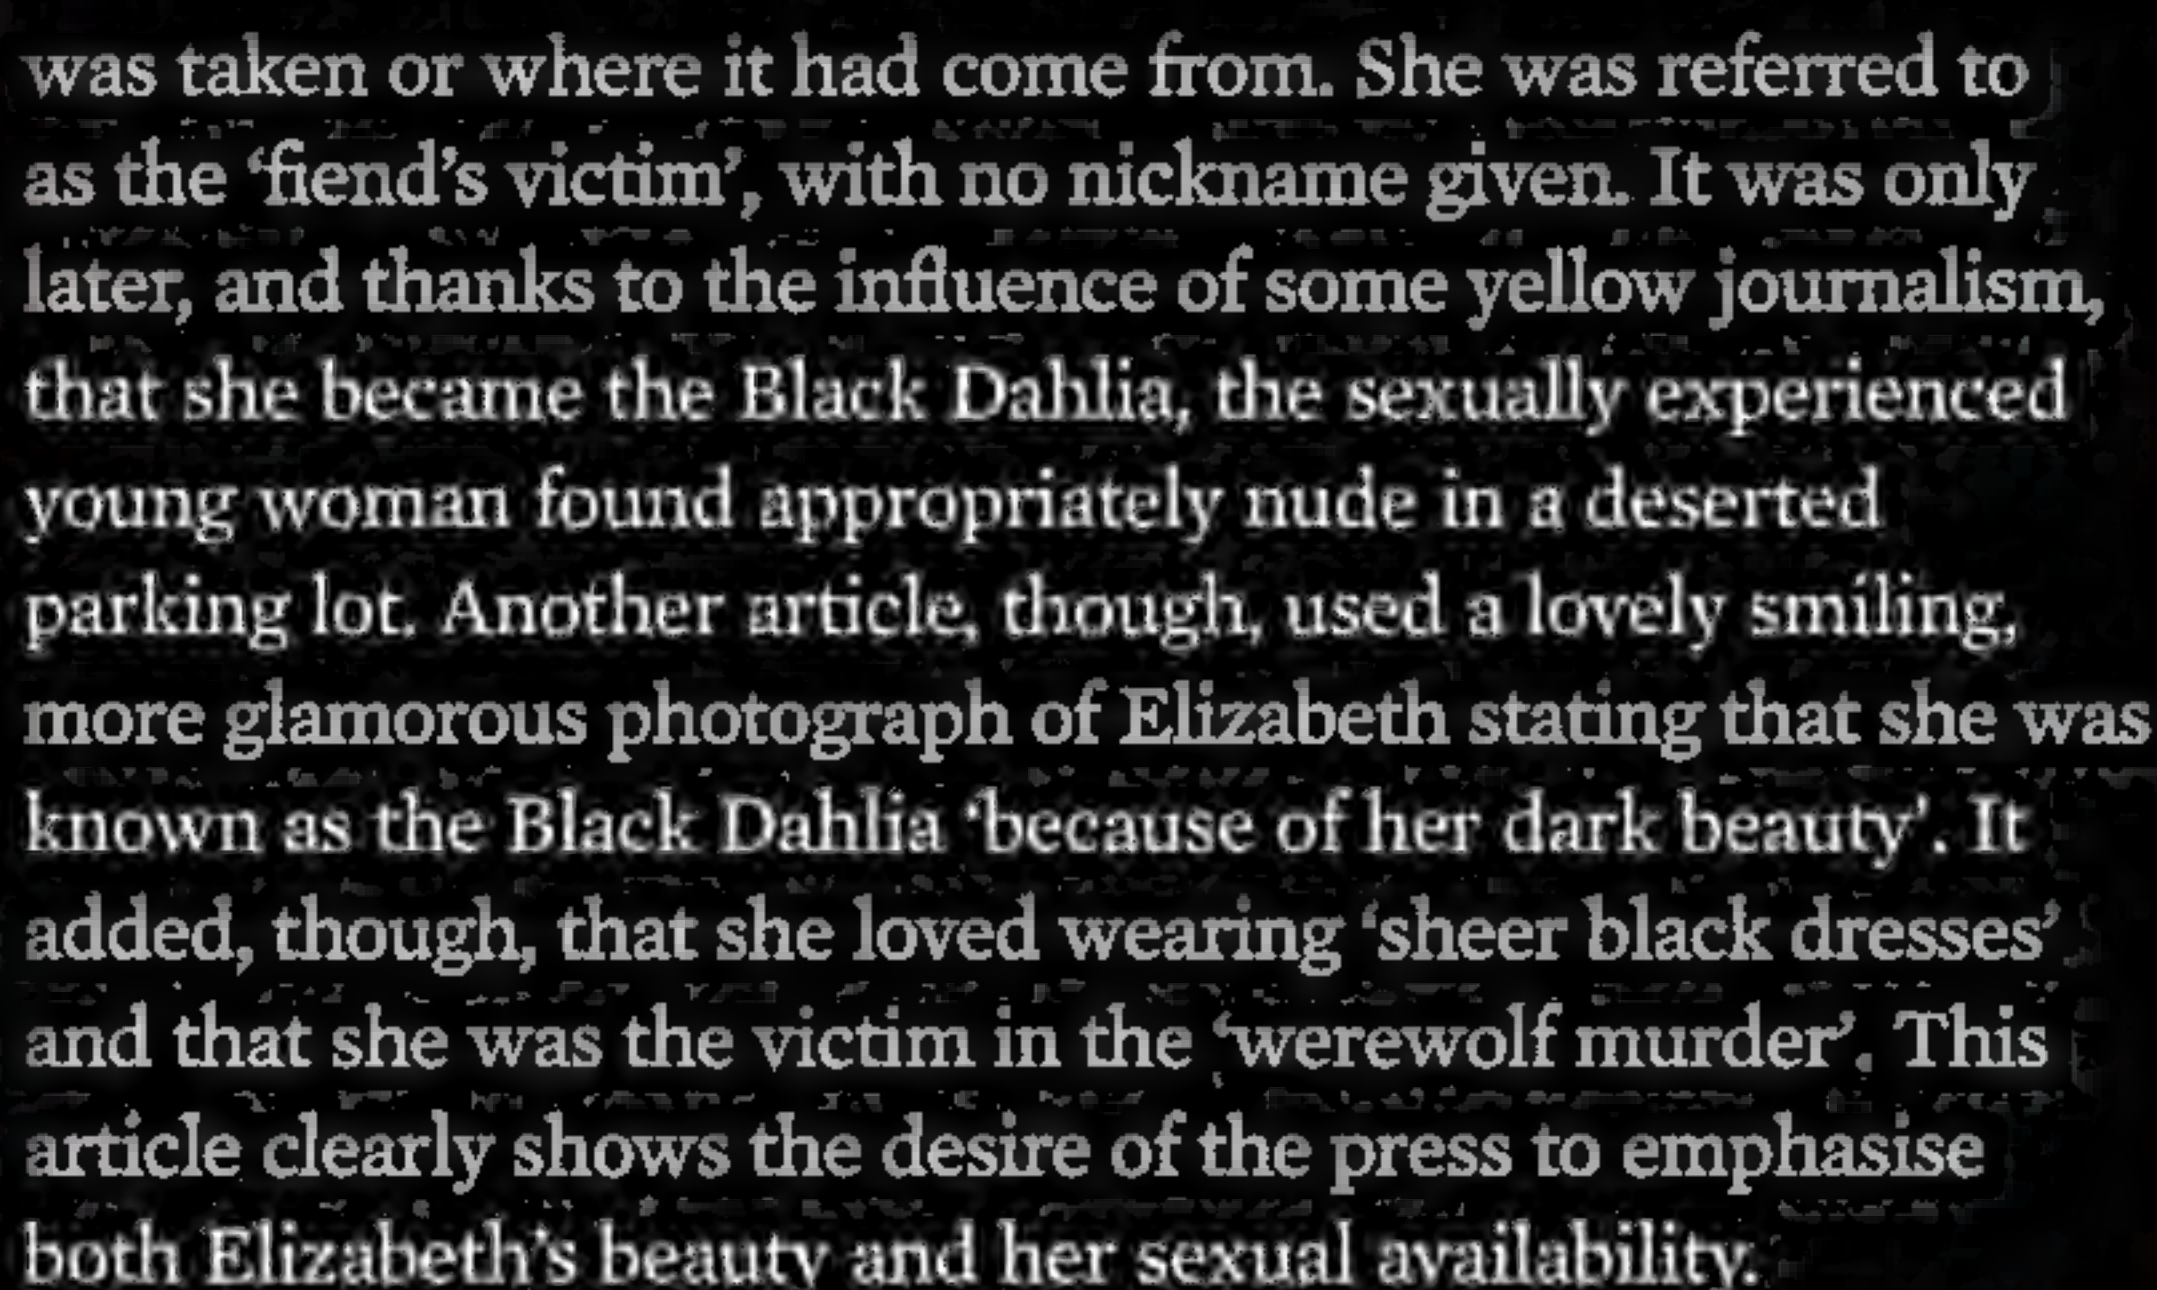 was taken or where it had come from. She was referred to
as the ‘fiend’s victim’, with no nickname given. It was only
later, and thanks to the influence of some yellow journalism,
that she became the Black Dahlia, the sexually experienced
young woman found appropriately nude in a deserted
parking lot. Another article, though, used a lovely smiling,
more glamorous photograph of Elizabeth stating that she was
known as the Black Dahlia ‘because of her dark beauty’. It
added, though, that she loved wearing ‘sheer black dresses’
and that she was the victim in the ‘werewolf murder’. This
article clearly shows the desire of the press to emphasise
both Elizabeth’s beauty and her sexual availability.